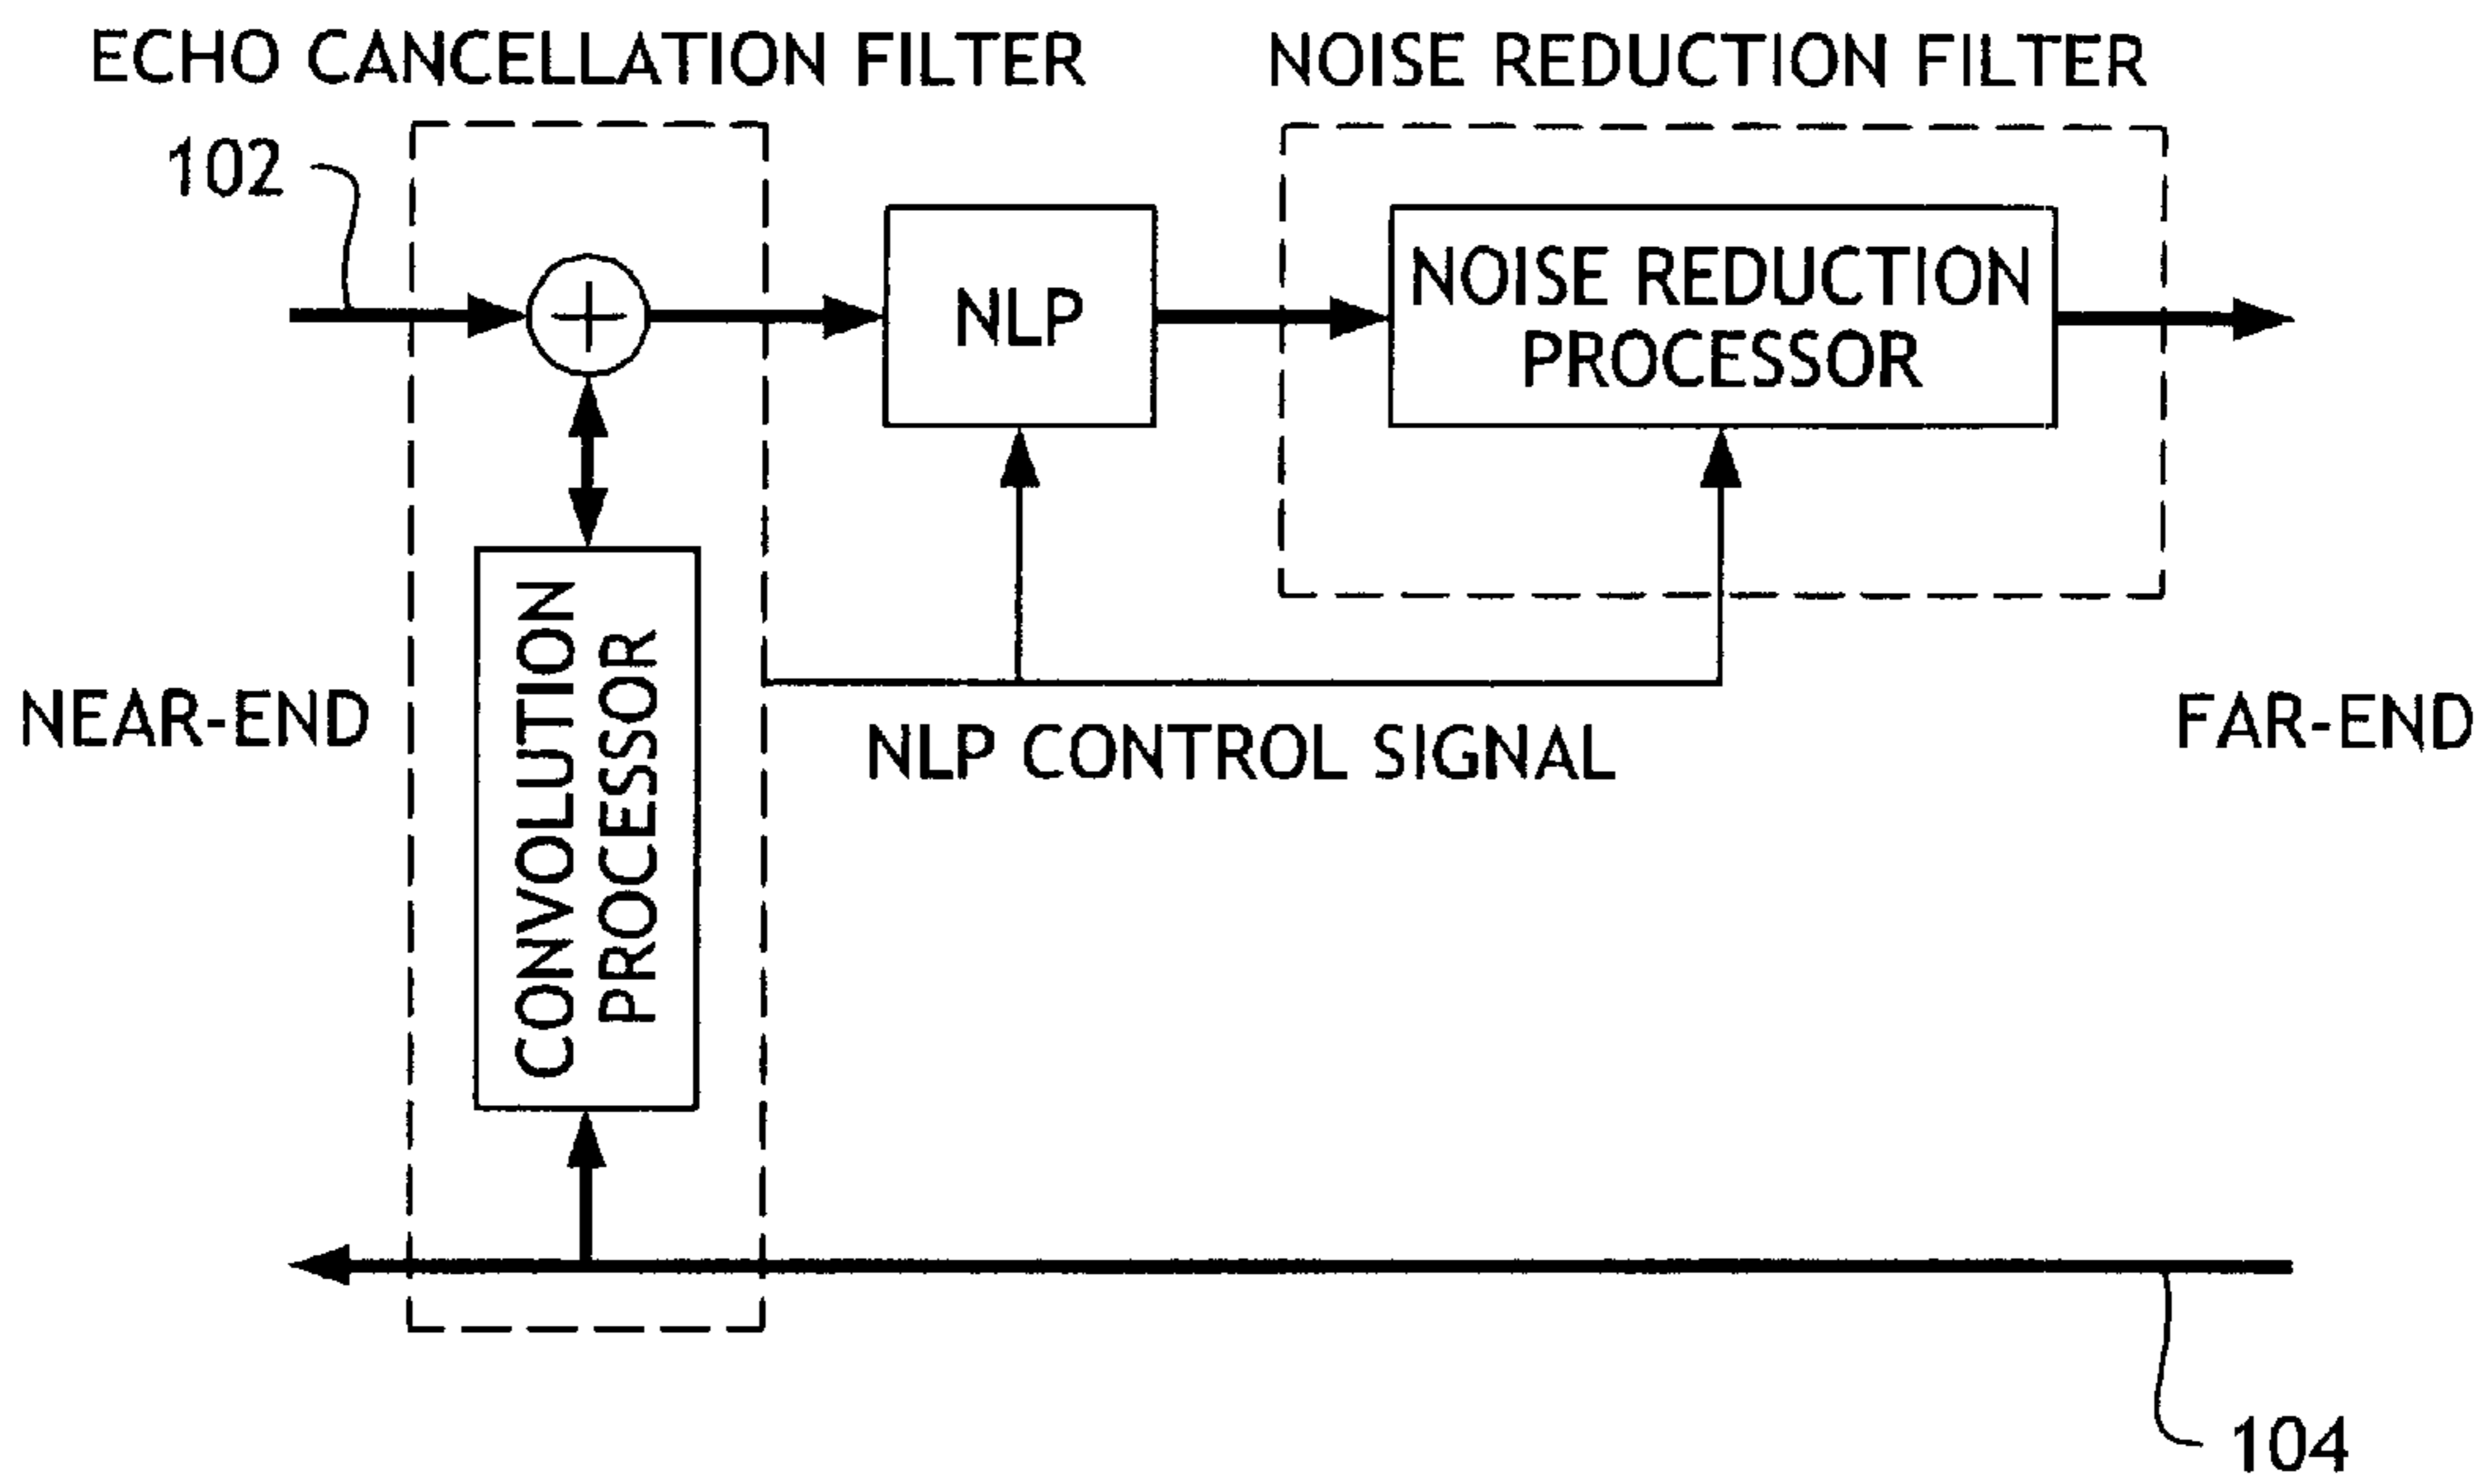 ECHO CANCELLATION FILTER
NOISE REDUCTION FILTER
102
NLP
NOISE REDUCTION
PROCESSOR
CONVOLUTION
PROCESSOR
NEAR-END
FAR-END
NLP CONTROL SIGNAL
104